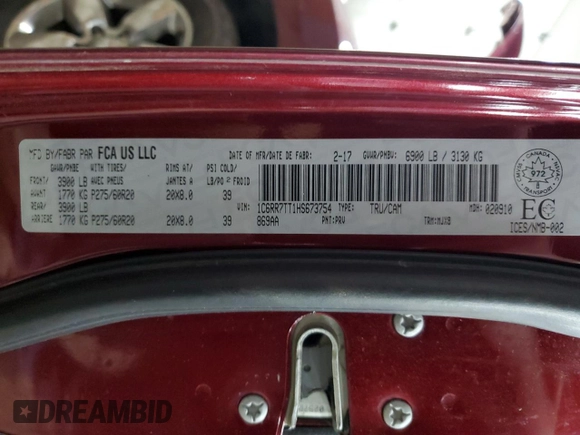 MFD BY/FABR PAR FCA US LLC
DATE OF MFR/DATE DE FABR: 2-17 GVWR/PNBV: 6900 LB / 3130 KG
GAWR/PNBE WITH TIRES/ RIMS AT/ PSI COLD/
FRONT/ 3900 LB AVEC PNEUS JANTES A LB/PO² FROID
AVANT 1770 KG P275/60R20 20X8.0 39
REAR/ 3900 LB
ARRIERE 1770 KG P275/60R20 20X8.0 39
VIN: 1C6RR7TT1HS673754 TYPE: TRU/CAM MDH: 020910
869AA PNT:PRV TRM:MJX9
CANADA
972
TRANSPORT
EC
ICES/NMB-002
DREAMBID